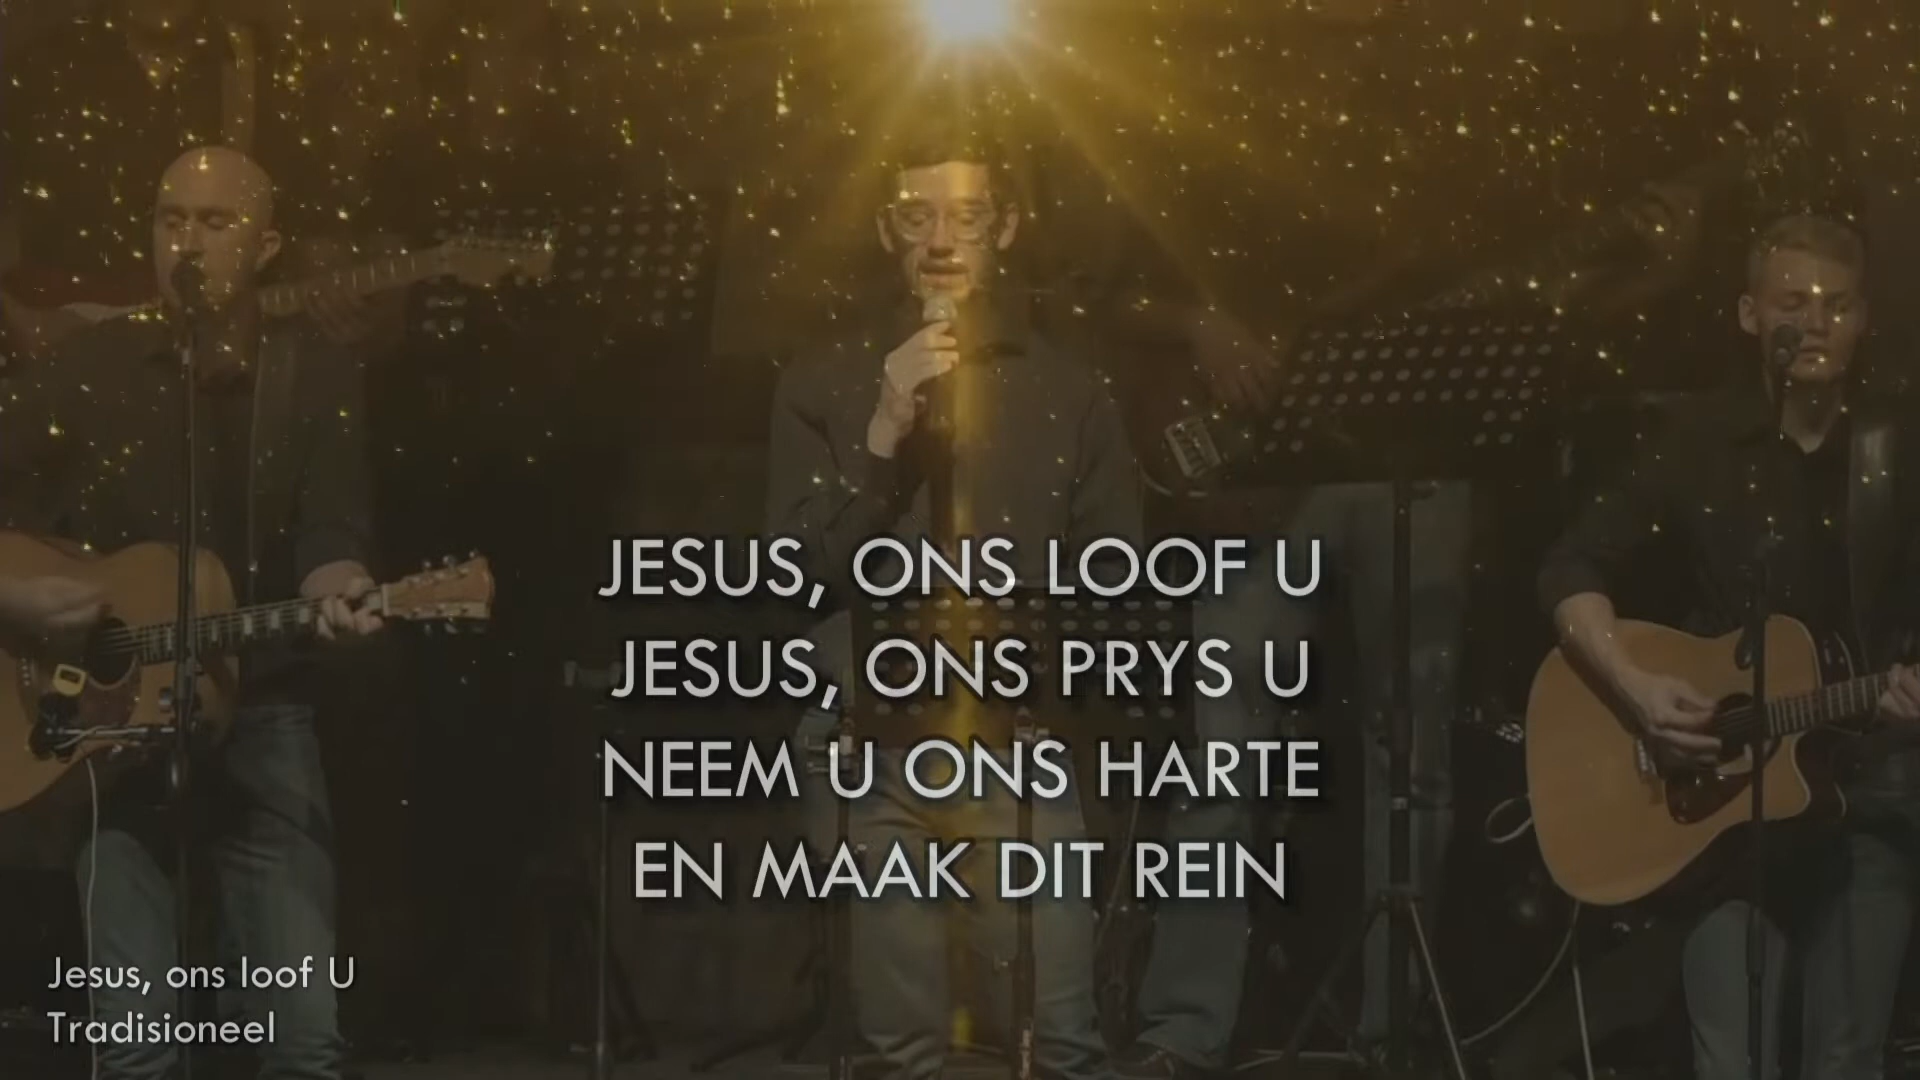 JESUS, ONS LOOF U
JESUS, ONS PRYS U
NEEM U ONS HARTE
EN MAAK DIT REIN
Jesus, ons loof U
Tradisioneel